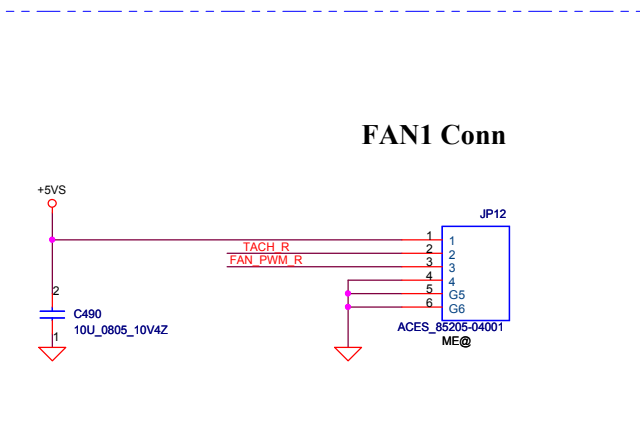 FAN1 Conn
+5VS
JP12
1 1
TACH_R 2 2
FAN_PWM_R 3 3
4 4
5 G5
6 G6
2
C490
10U_0805_10V4Z
1
ACES_85205-04001
ME@